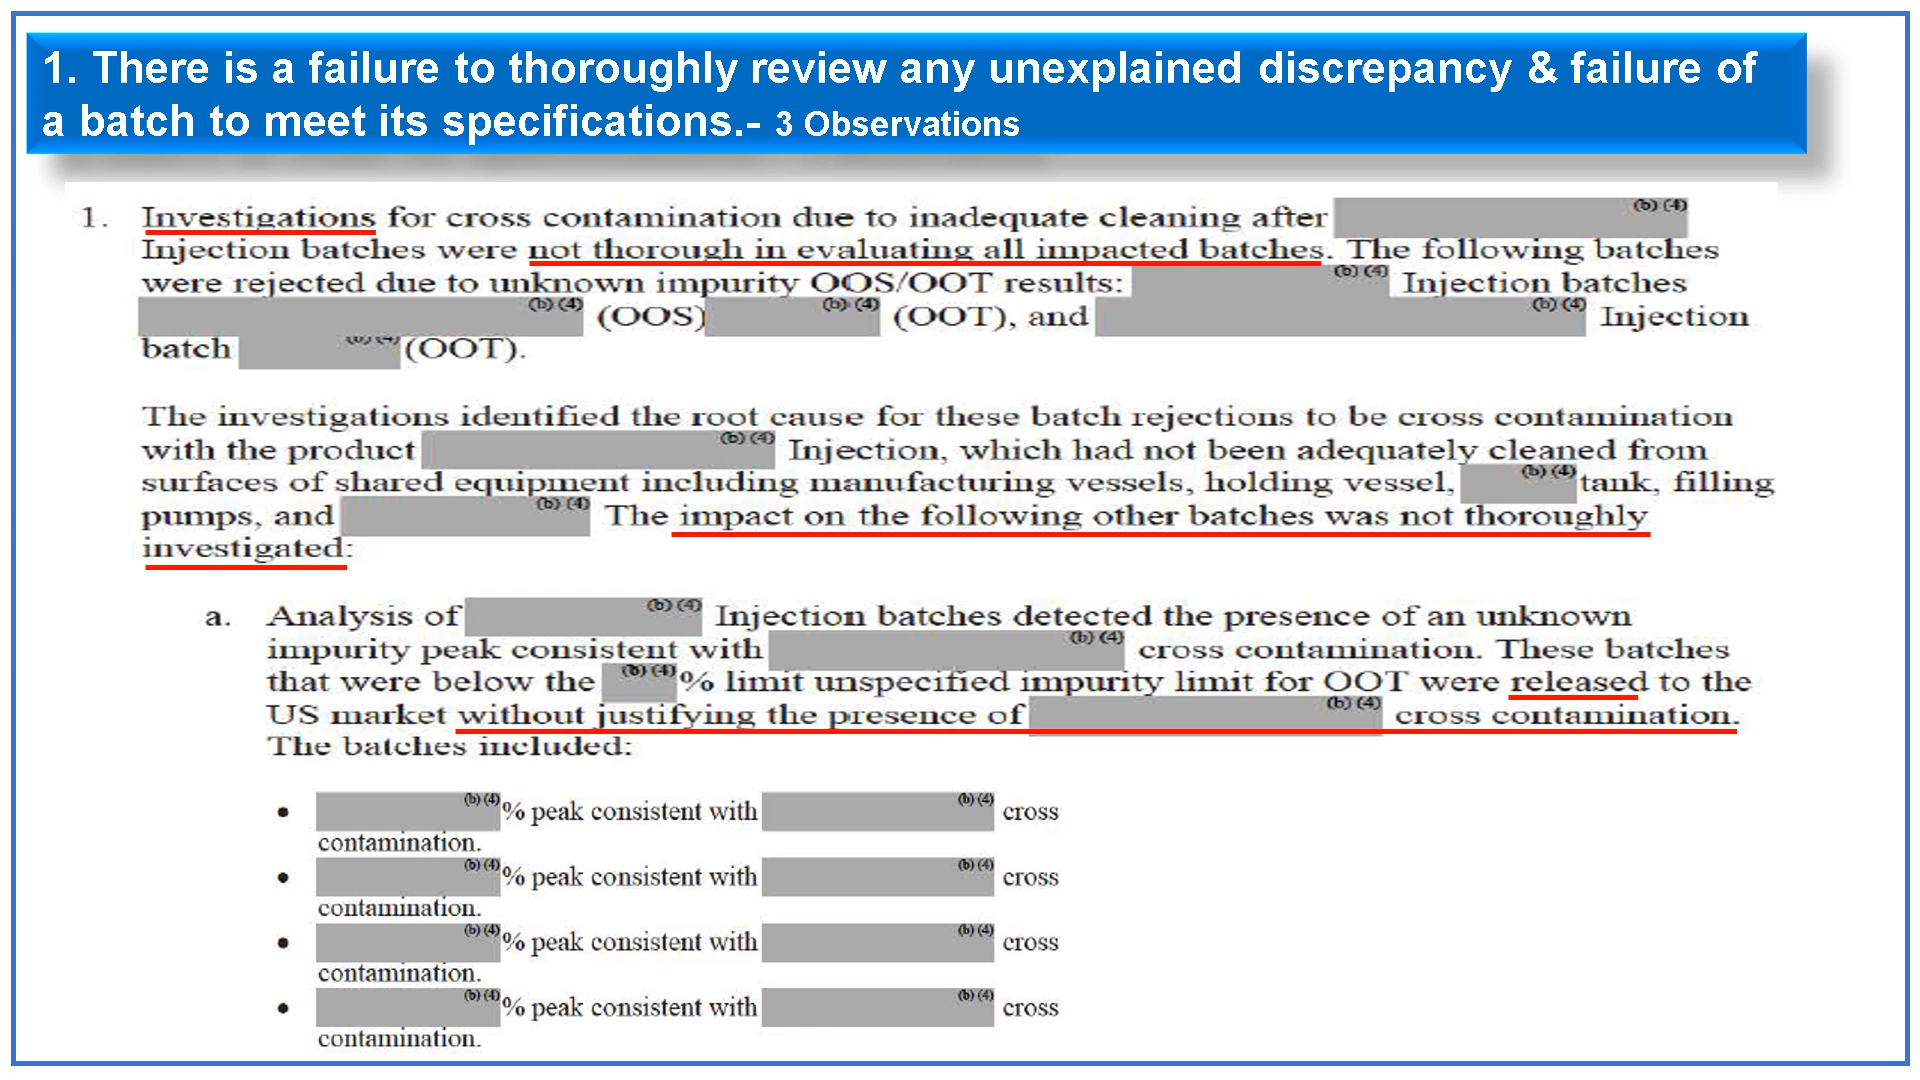 1. There is a failure to thoroughly review any unexplained discrepancy & failure of
a batch to meet its specifications.- 3 Observations
1. Investigations for cross contamination due to inadequate cleaning after (b) (4)
Injection batches were not thorough in evaluating all impacted batches. The following batches
were rejected due to unknown impurity OOS/OOT results: (b) (4) Injection batches
(b) (4) (OOS) (b) (4) (OOT), and (b) (4) Injection
batch (b) (4) (OOT).
The investigations identified the root cause for these batch rejections to be cross contamination
with the product (b) (4) Injection, which had not been adequately cleaned from
surfaces of shared equipment including manufacturing vessels, holding vessel, (b) (4) tank, filling
pumps, and (b) (4) The impact on the following other batches was not thoroughly
investigated:
a. Analysis of (b) (4) Injection batches detected the presence of an unknown
impurity peak consistent with (b) (4) cross contamination. These batches
that were below the (b) (4) % limit unspecified impurity limit for OOT were released to the
US market without justifying the presence of (b) (4) cross contamination.
The batches included:
• (b) (4) % peak consistent with (b) (4) cross
contamination.
• (b) (4) % peak consistent with (b) (4) cross
contamination.
• (b) (4) % peak consistent with (b) (4) cross
contamination.
• (b) (4) % peak consistent with (b) (4) cross
contamination.